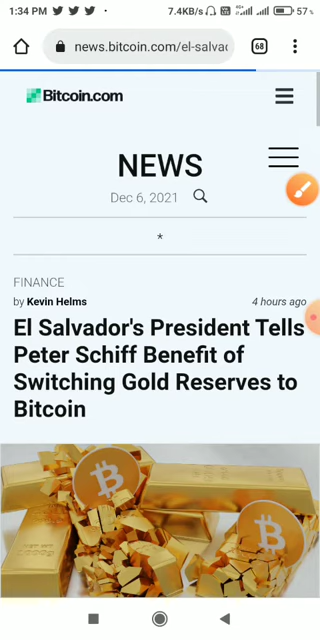 1:34 PM 7.4KB/s 57%
news.bitcoin.com/el-salvad
68
Bitcoin.com
NEWS
Dec 6, 2021
*
FINANCE
by Kevin Helms 4 hours ago
El Salvador's President Tells
Peter Schiff Benefit of
Switching Gold Reserves to
Bitcoin